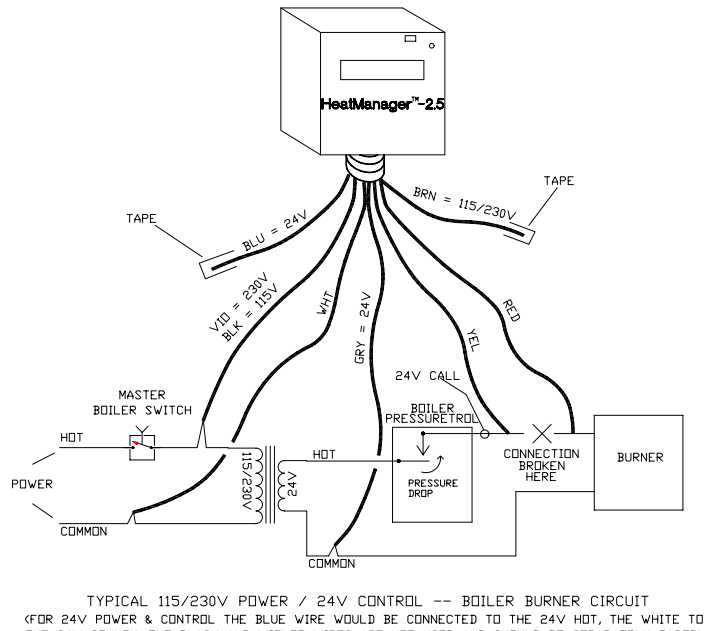 HeatManager™-2.5
TAPE
BRN = 115/230V
TAPE
BLU = 24V
VIO = 230V
BLK = 115V
WHT
GRY = 24V
YEL
RED
24V CALL
MASTER
BOILER SWITCH
BOILER
PRESSURETROL
HOT
HOT
CONNECTION
BROKEN
HERE
BURNER
POWER
115/230V
24V
PRESSURE
DROP
COMMON
COMMON
TYPICAL 115/230V POWER / 24V CONTROL -- BOILER BURNER CIRCUIT
(FOR 24V POWER & CONTROL THE BLUE WIRE WOULD BE CONNECTED TO THE 24V HOT, THE WHITE TO